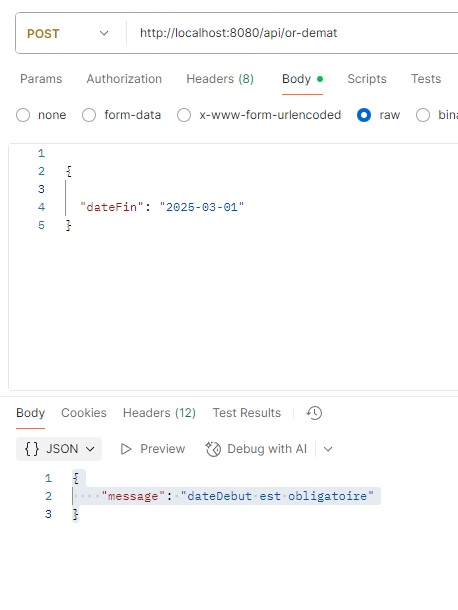 POST http://localhost:8080/api/or-demat
Params Authorization Headers (8) Body Scripts Tests
none form-data x-www-form-urlencoded raw bina
1
2 {
3
4 "dateFin": "2025-03-01"
5 }
Body Cookies Headers (12) Test Results
{} JSON Preview Debug with AI
1 {
2 "message": "dateDebut est obligatoire"
3 }